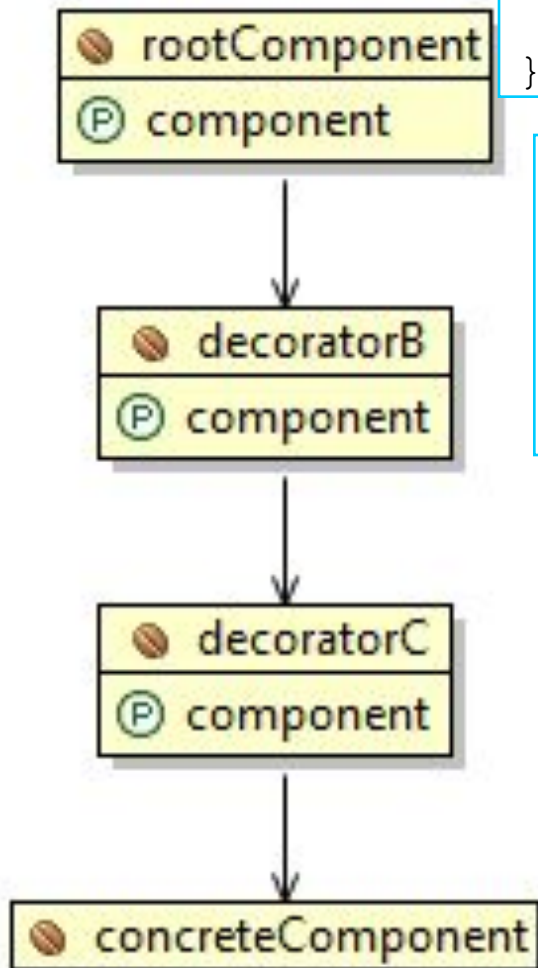 rootComponent
}
P component
decoratorB
P component
decoratorC
P component
concreteComponent